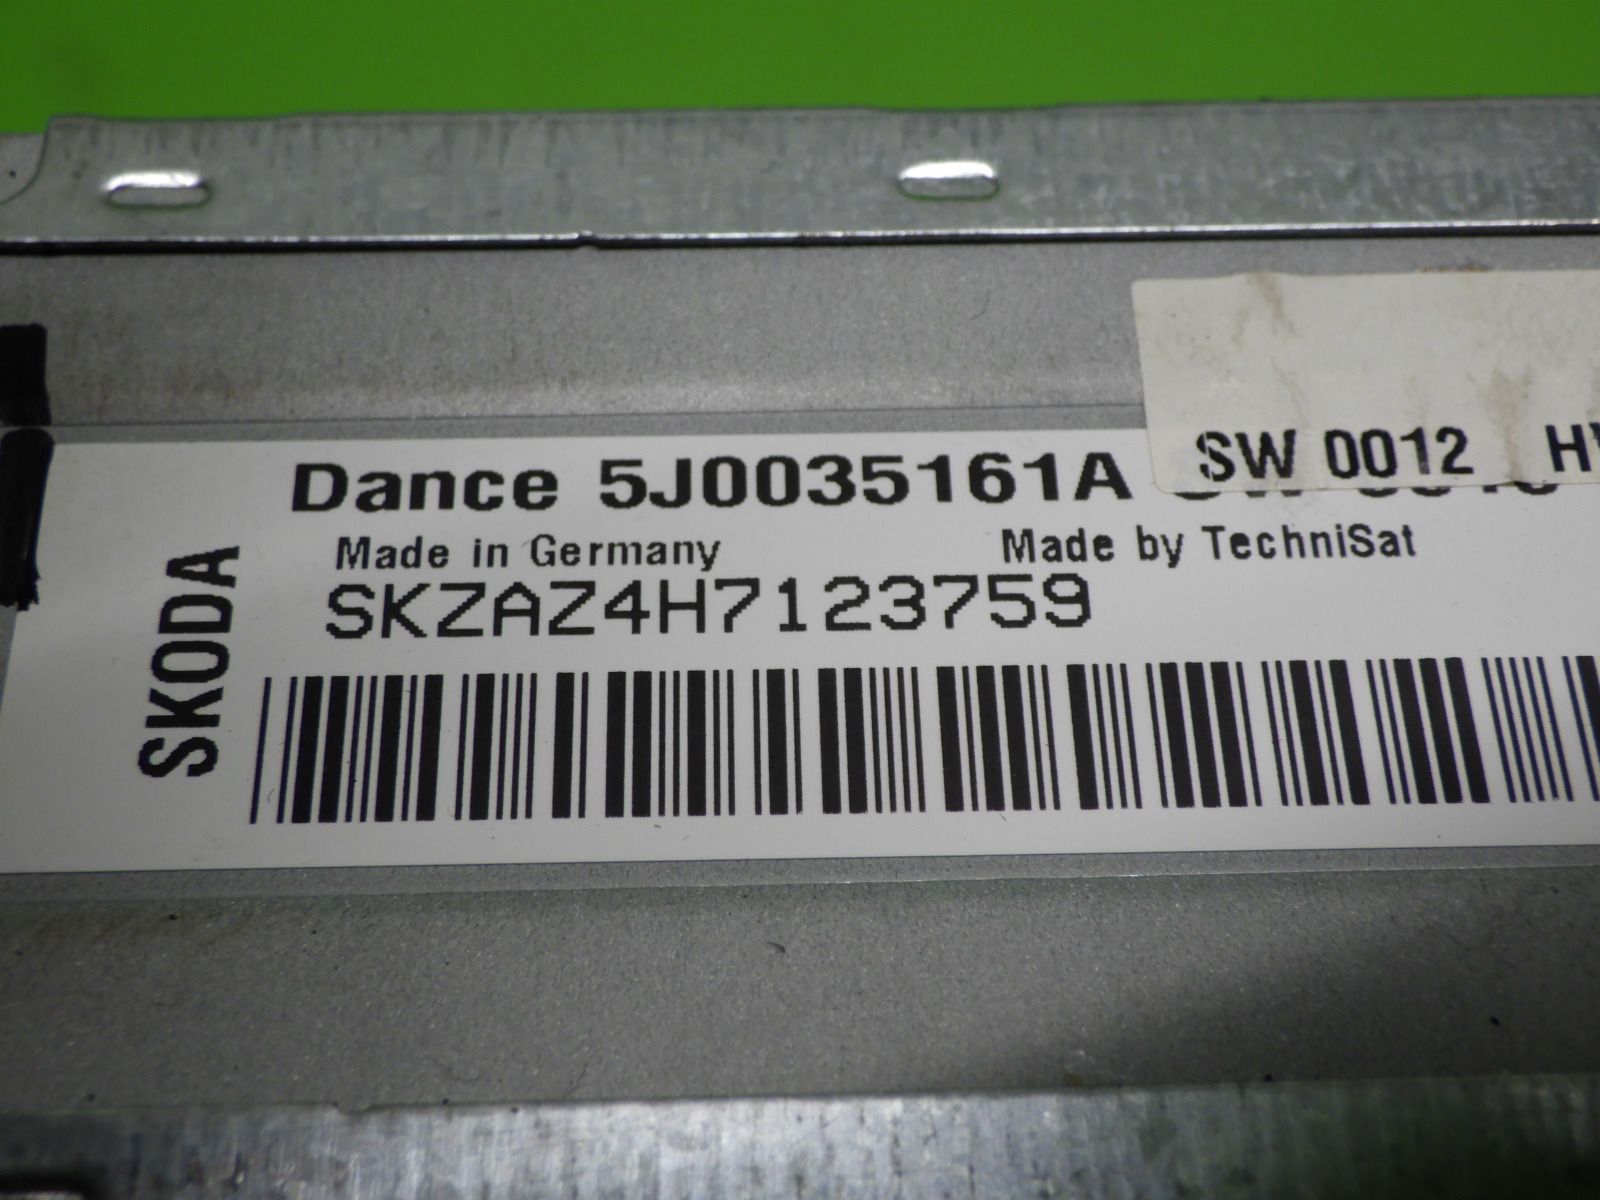 SW 0012
Dance 5J0035161A
Made in Germany Made by TechniSat
SKZAZ4H7123759
SKODA